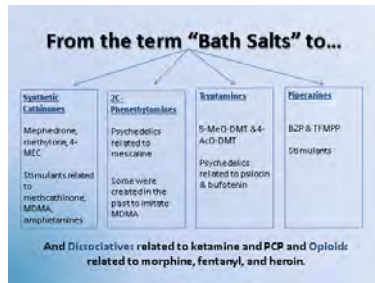 From the term “Bath Salts” to…
Synthetic
Cathinones
Mephedrone,
methylone, 4-
MEC
Stimulants related
to
methcathinone,
MDMA,
amphetamines
2C-
Phenethylamines
Psychedelics
related to
mescaline
Some were
created in the
past to imitate
MDMA
Tryptamines
5-MeO-DMT & 4-
AcO-DMT
Psychedelics
related to psilocin
& bufotenin
Piperazines
BZP & TFMPP
Stimulants
And Dissociatives related to ketamine and PCP and Opioids
related to morphine, fentanyl, and heroin.